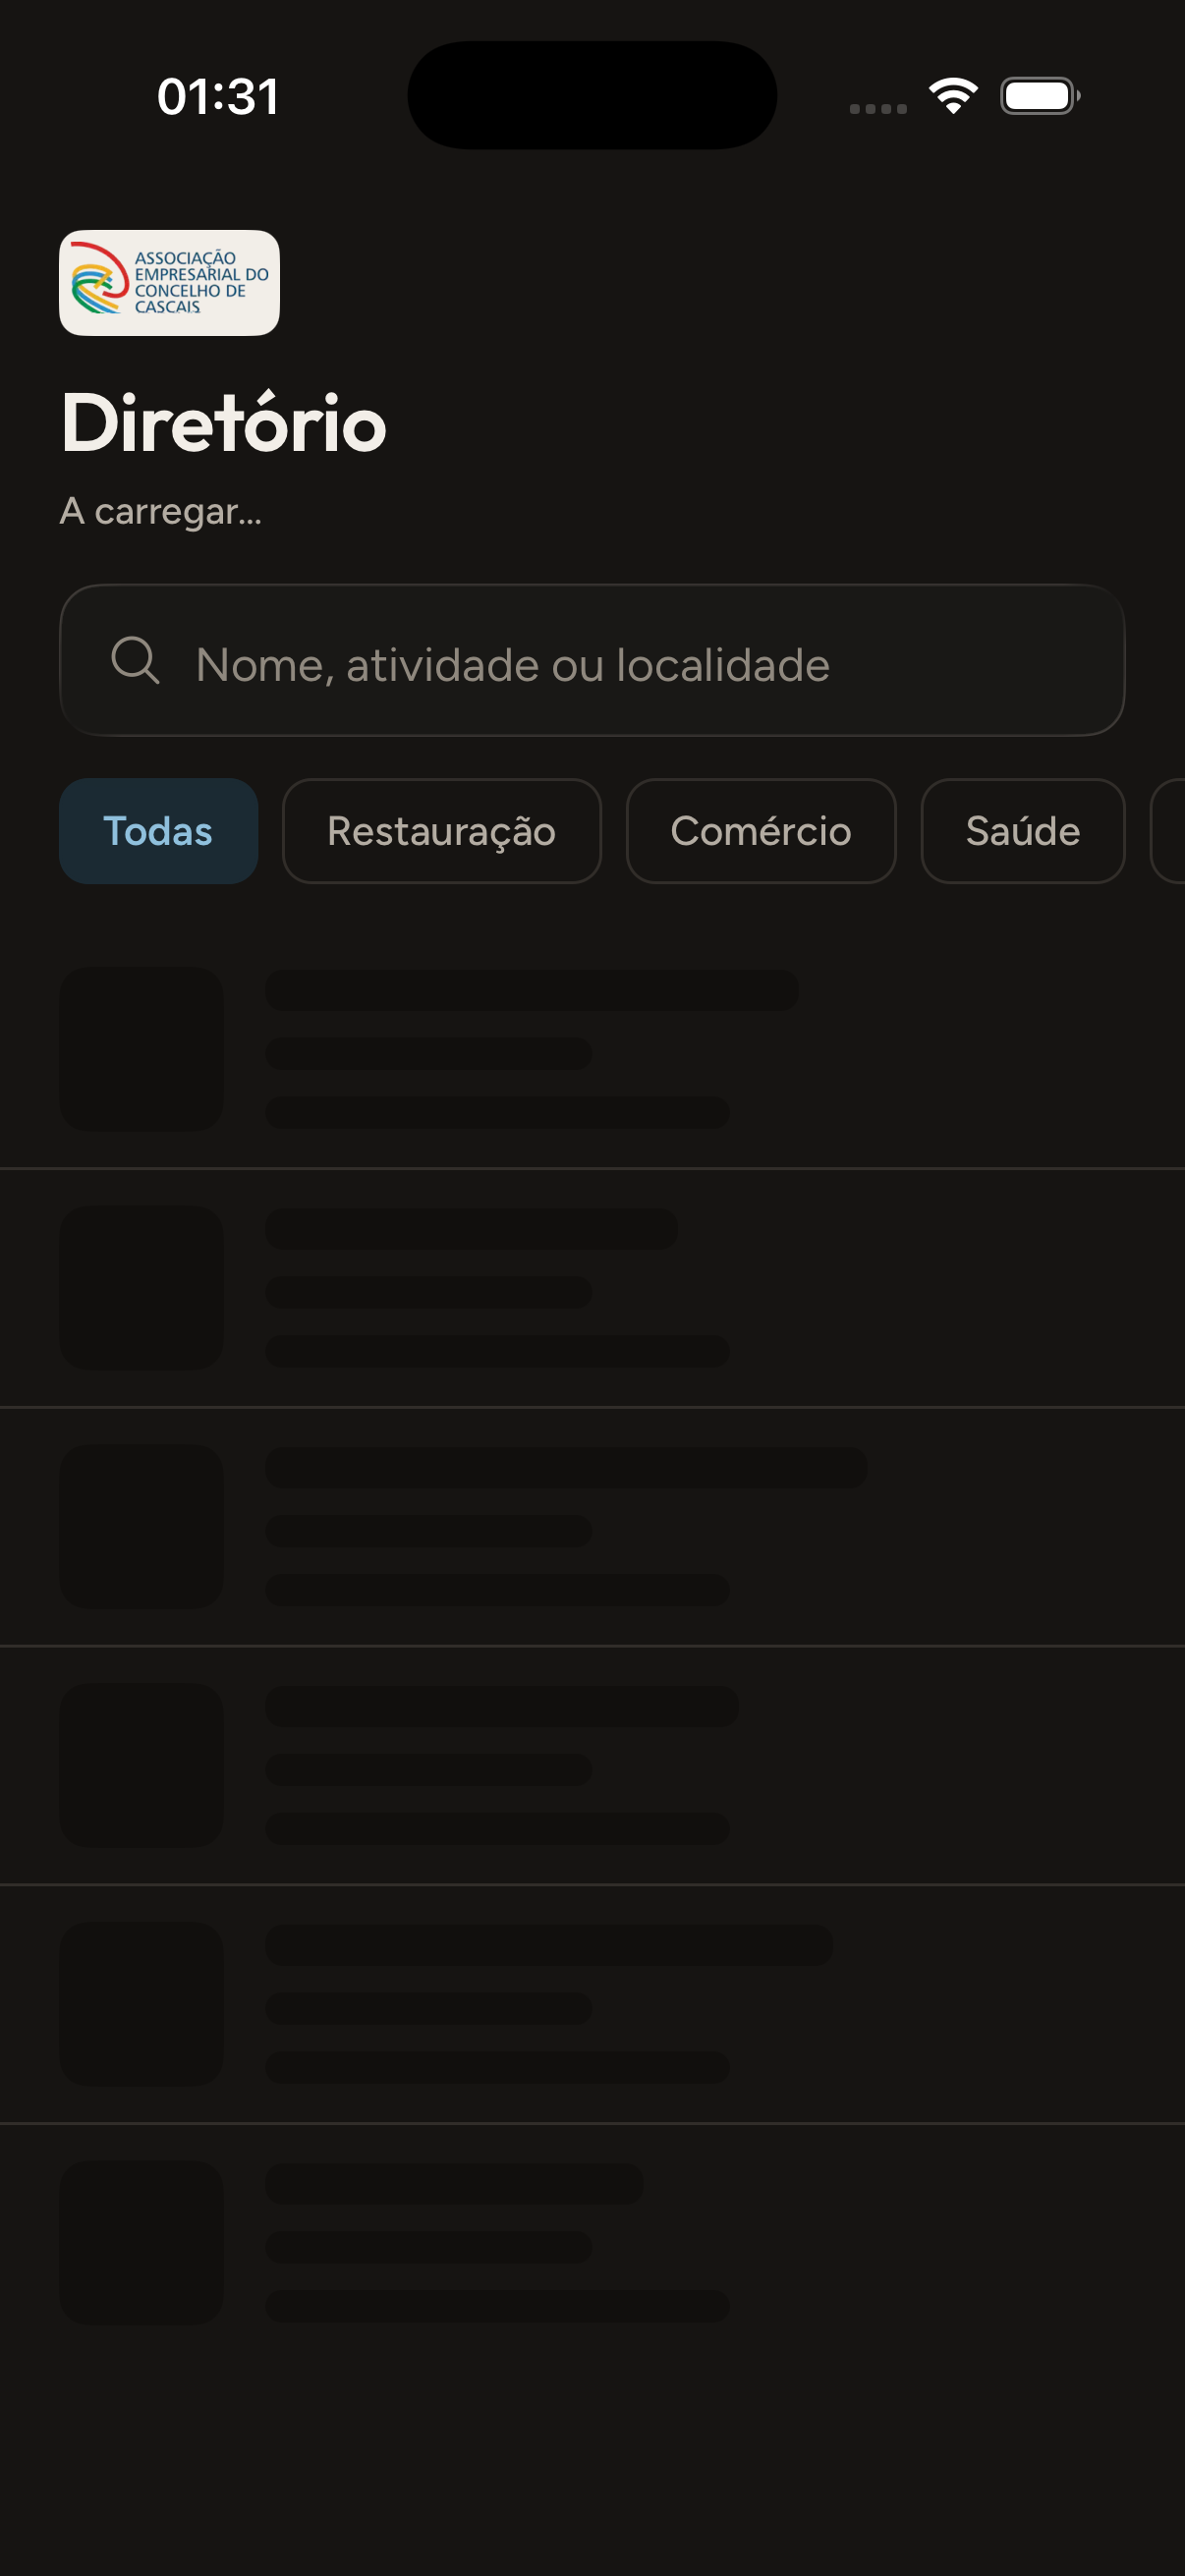 01:31
ASSOCIAÇÃO
EMPRESARIAL DO
CONCELHO DE
CASCAIS
Diretório
A carregar...
Nome, atividade ou localidade
Todas
Restauração
Comércio
Saúde